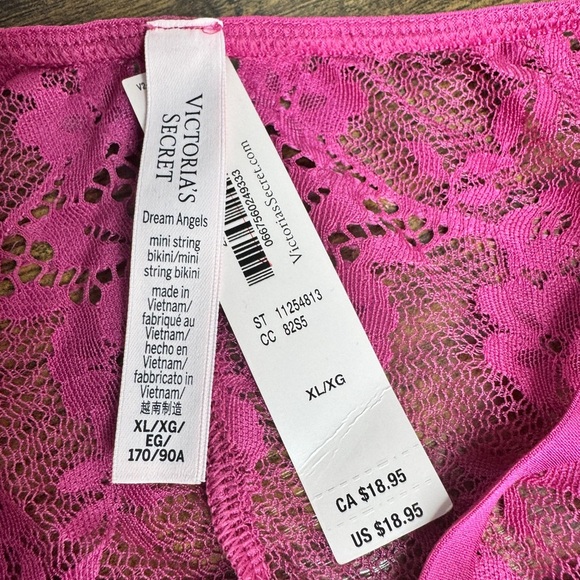 VICTORIA'S
SECRET
Dream Angels
mini string
bikini/mini
string bikini
made in
Vietnam/
fabriqué au
Vietnam/
hecho en
Vietnam/
fabbricato in
Vietnam/
越南制造
XL/XG/
EG/
170/90A
VictoriasSecret.com
0667560249333
ST 11254813
CC 82S5
XL/XG
CA $18.95
US $18.95